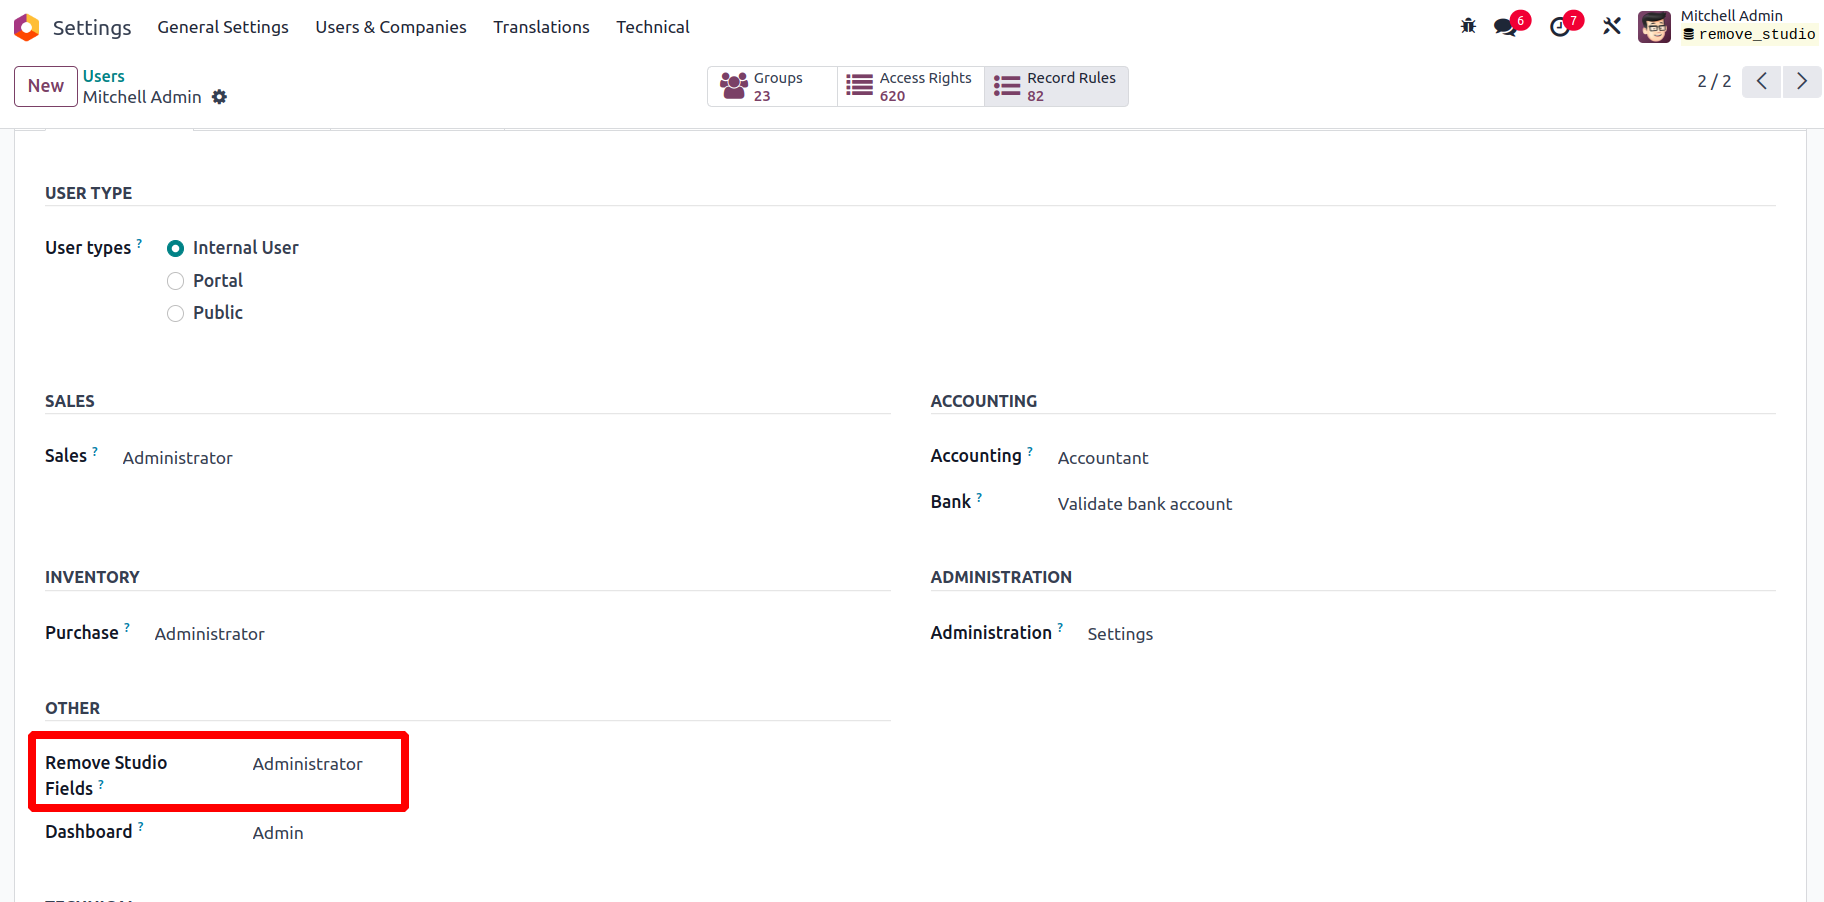 Settings General Settings Users & Companies Translations Technical 6 7 Mitchell Admin
remove_studio
New Users
Mitchell Admin
Groups
23
Access Rights
620
Record Rules
82
2 / 2
USER TYPE
User types ? Internal User
Portal
Public
SALES
Sales ? Administrator
ACCOUNTING
Accounting ? Accountant
Bank ? Validate bank account
INVENTORY
Purchase ? Administrator
ADMINISTRATION
Administration ? Settings
OTHER
Remove Studio Administrator
Fields ?
Dashboard ? Admin